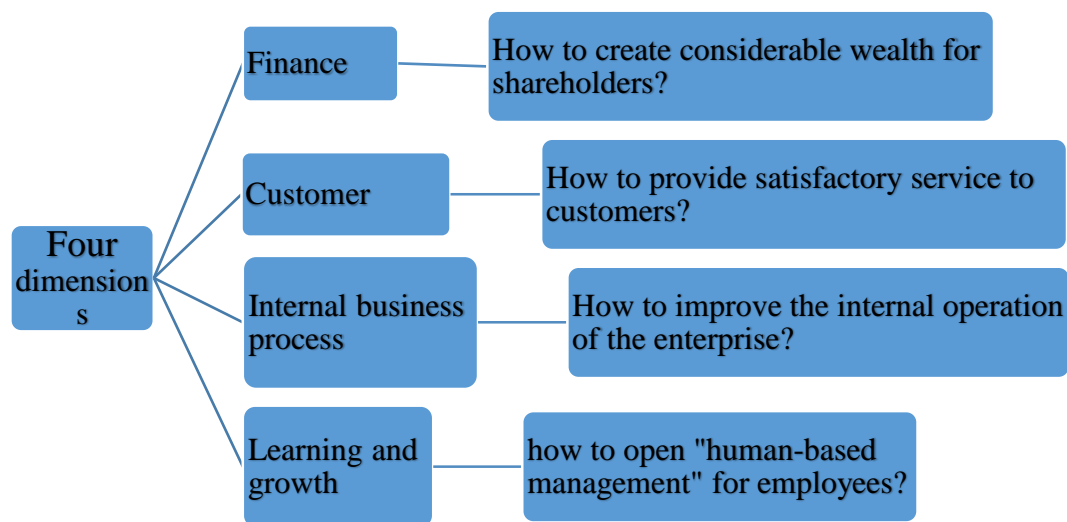 Four
dimension
s
Finance
How to create considerable wealth for
shareholders?
Customer
How to provide satisfactory service to
customers?
Internal business
process
How to improve the internal operation
of the enterprise?
Learning and
growth
how to open "human-based
management" for employees?